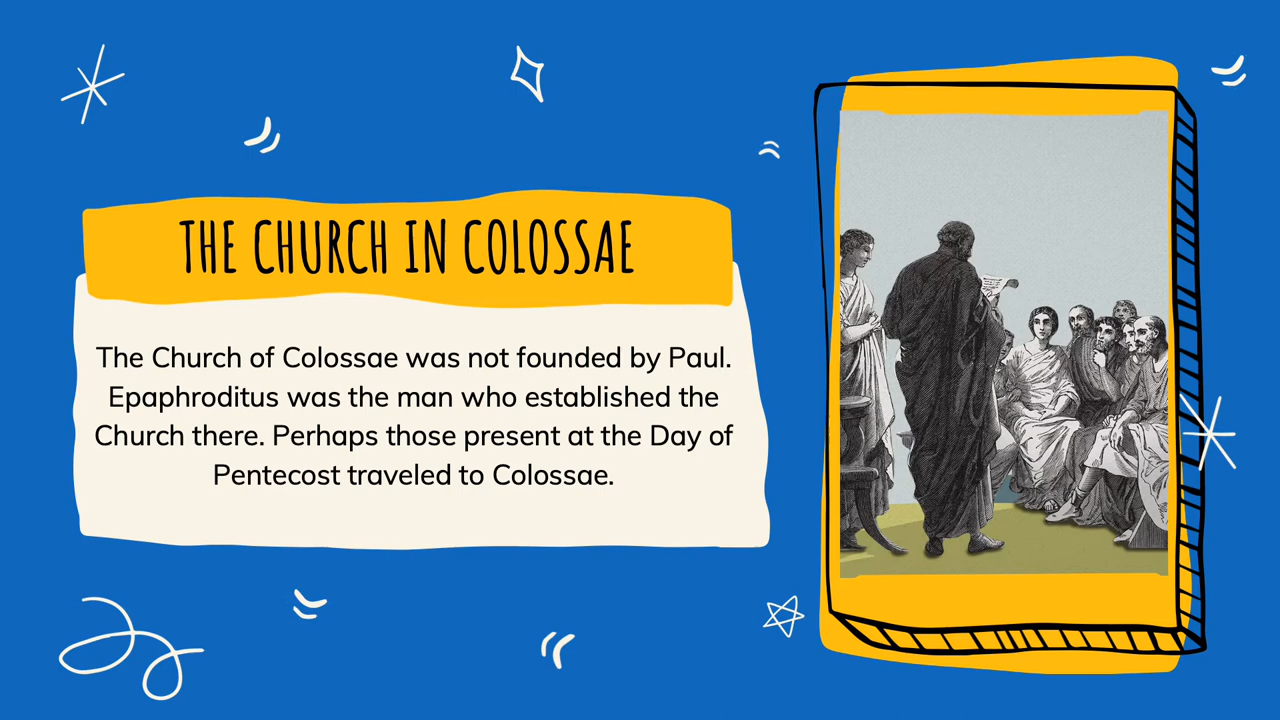 THE CHURCH IN COLOSSAE
The Church of Colossae was not founded by Paul.
Epaphroditus was the man who established the
Church there. Perhaps those present at the Day of
Pentecost traveled to Colossae.